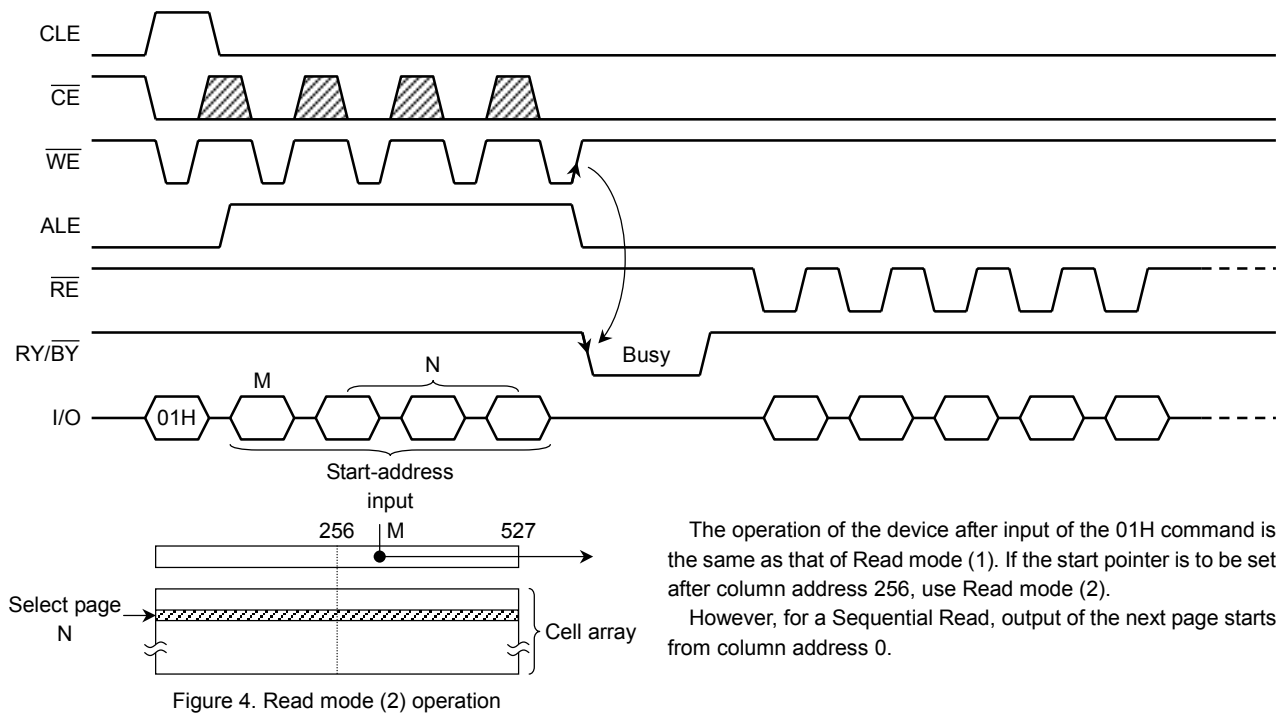 CLE
CE
WE
ALE
RE
RY/BY
Busy
M
N
I/O
01H
Start-address
input
256
M
527
Select page
N
Cell array
The operation of the device after input of the 01H command is
the same as that of Read mode (1). If the start pointer is to be set
after column address 256, use Read mode (2).
However, for a Sequential Read, output of the next page starts
from column address 0.
Figure 4. Read mode (2) operation